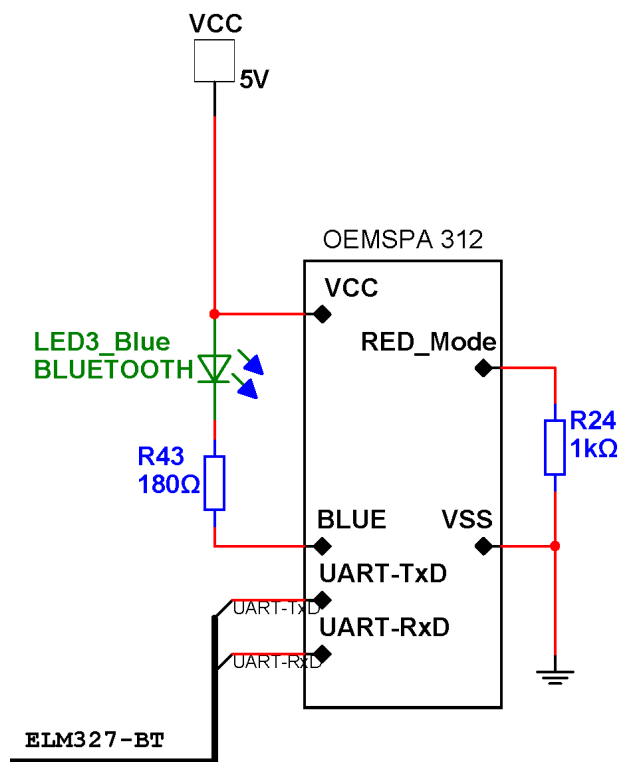 VCC
5V
OEMSPA 312
VCC
RED_Mode
LED3_Blue
BLUETOOTH
R24
1kΩ
R43
180Ω
BLUE
VSS
UART-TxD
UART-TxD
UART-RxD
UART-RxD
ELM327-BT